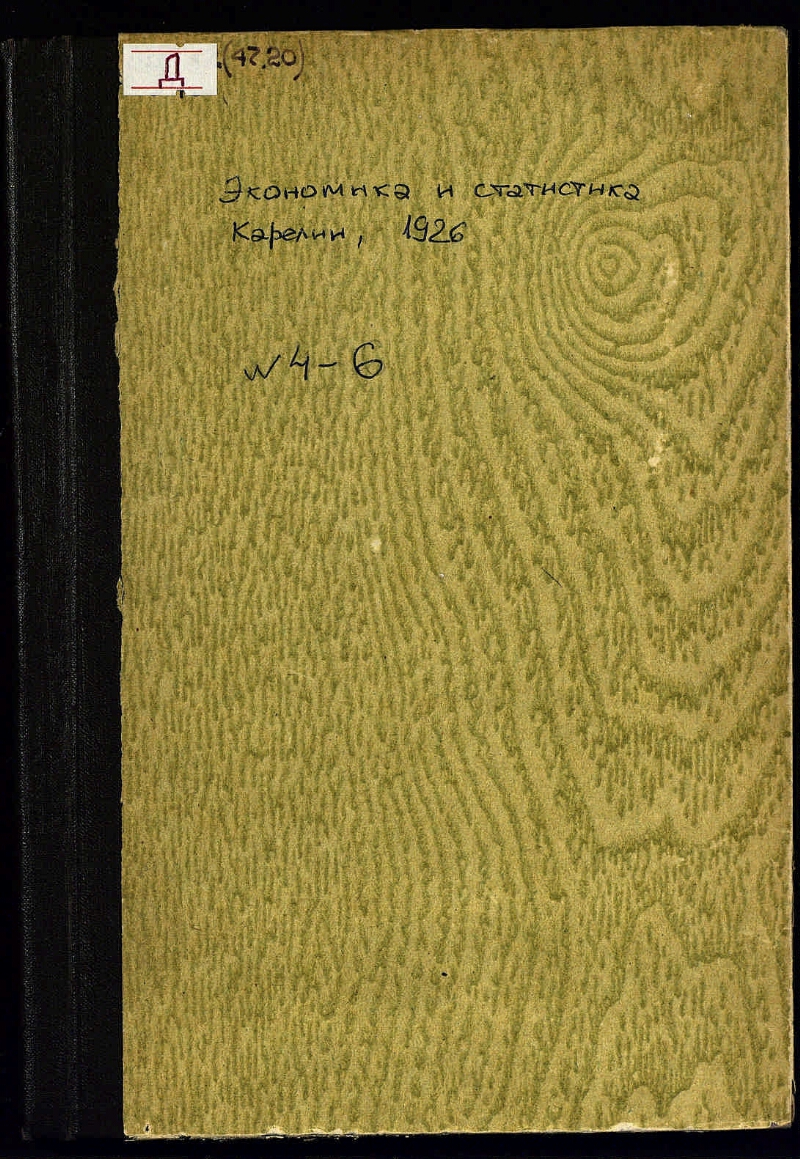 Д .(47.20)
Экономика и статистика
Карелии, 1926
№ 4-6